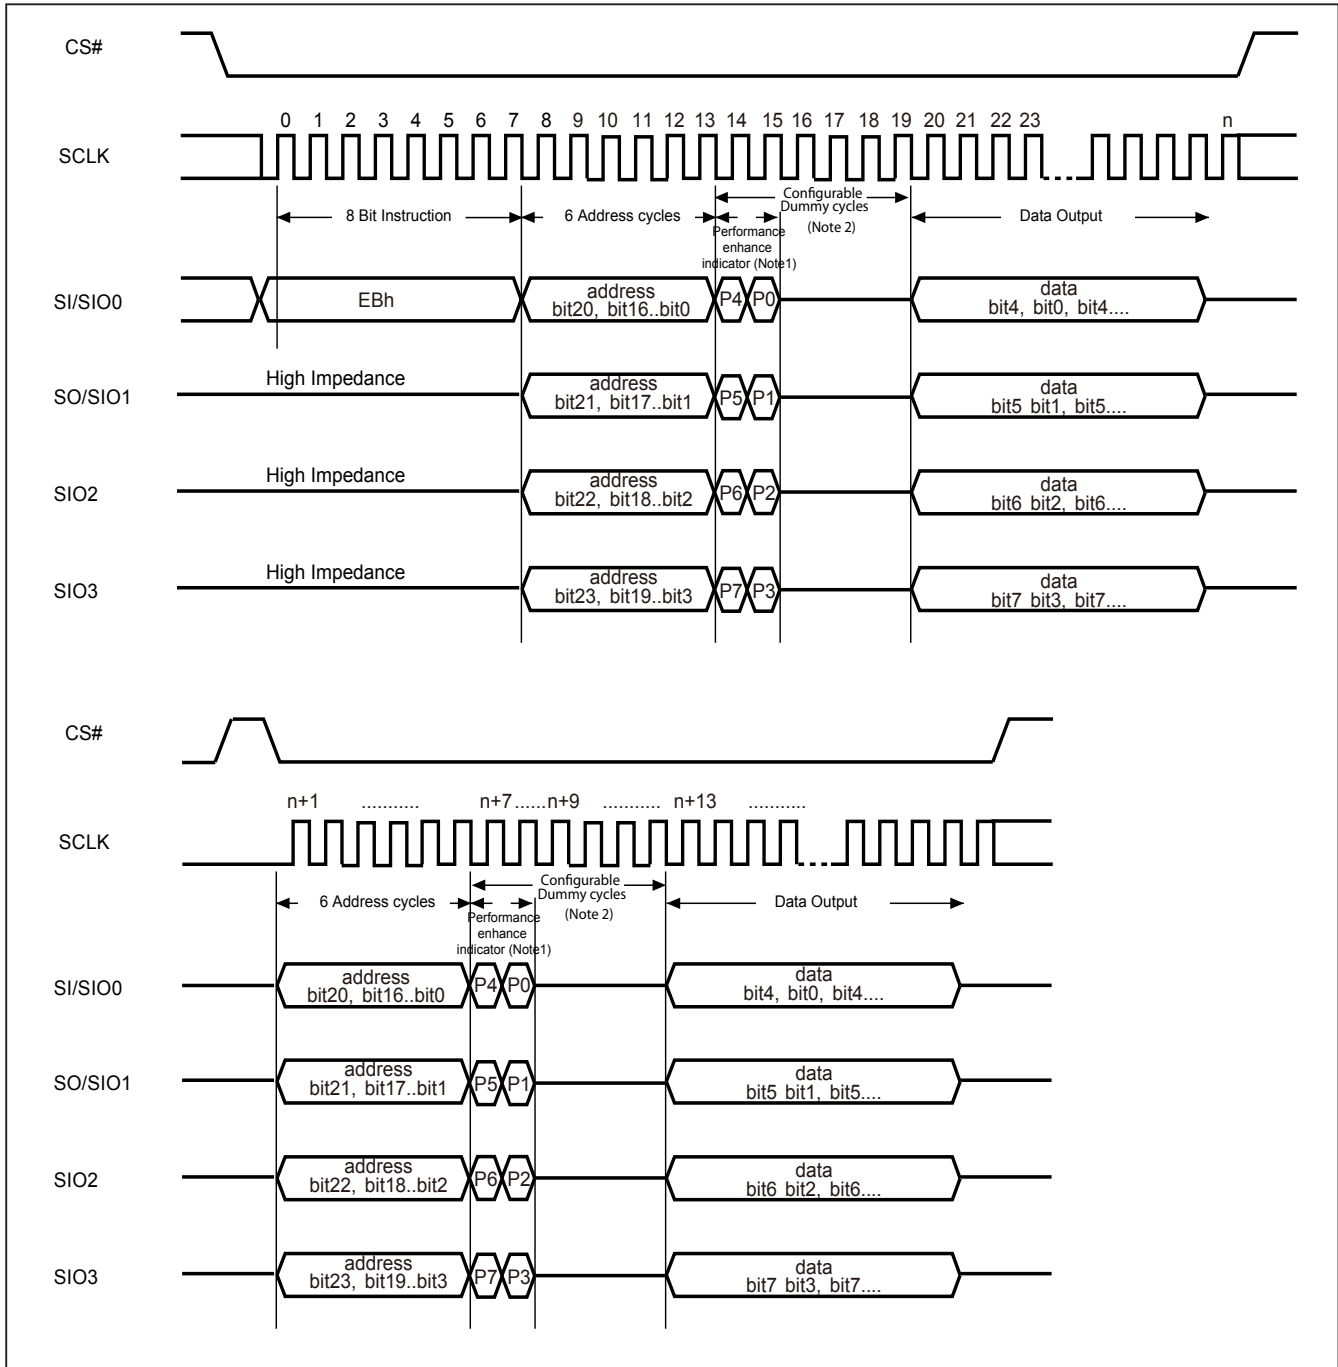 CS#
0 1 2 3 4 5 6 7 8 9 10 11 12 13 14 15 16 17 18 19 20 21 22 23 n
SCLK
8 Bit Instruction
6 Address cycles
Configurable
Dummy cycles
(Note 2)
Data Output
Performance
enhance
indicator (Note1)
SI/SIO0
EBh
address
bit20, bit16..bit0
P4 P0
data
bit4, bit0, bit4....
SO/SIO1
High Impedance
address
bit21, bit17..bit1
P5 P1
data
bit5 bit1, bit5....
SIO2
High Impedance
address
bit22, bit18..bit2
P6 P2
data
bit6 bit2, bit6....
SIO3
High Impedance
address
bit23, bit19..bit3
P7 P3
data
bit7 bit3, bit7....
CS#
n+1 ........... n+7......n+9 ........... n+13 ...........
SCLK
6 Address cycles
Configurable
Dummy cycles
(Note 2)
Data Output
Performance
enhance
indicator (Note1)
SI/SIO0
address
bit20, bit16..bit0
P4 P0
data
bit4, bit0, bit4....
SO/SIO1
address
bit21, bit17..bit1
P5 P1
data
bit5 bit1, bit5....
SIO2
address
bit22, bit18..bit2
P6 P2
data
bit6 bit2, bit6....
SIO3
address
bit23, bit19..bit3
P7 P3
data
bit7 bit3, bit7....